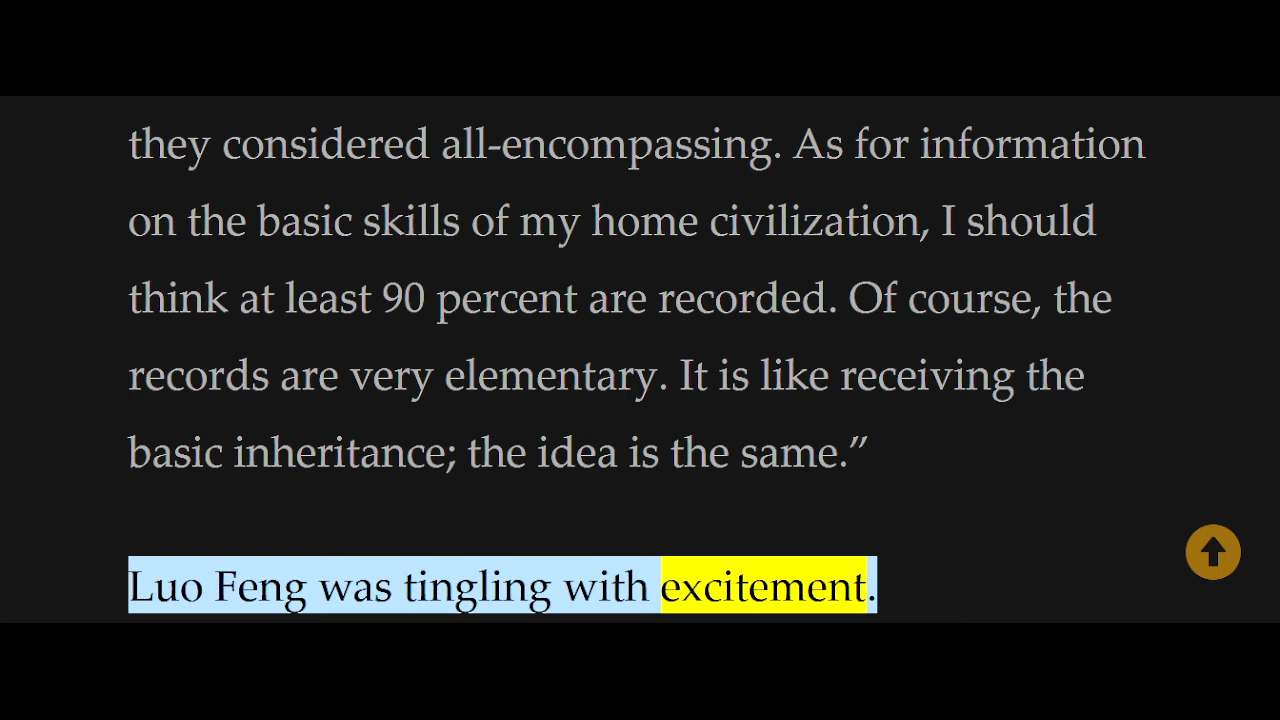 they considered all-encompassing. As for information
on the basic skills of my home civilization, I should
think at least 90 percent are recorded. Of course, the
records are very elementary. It is like receiving the
basic inheritance; the idea is the same.”
Luo Feng was tingling with excitement.